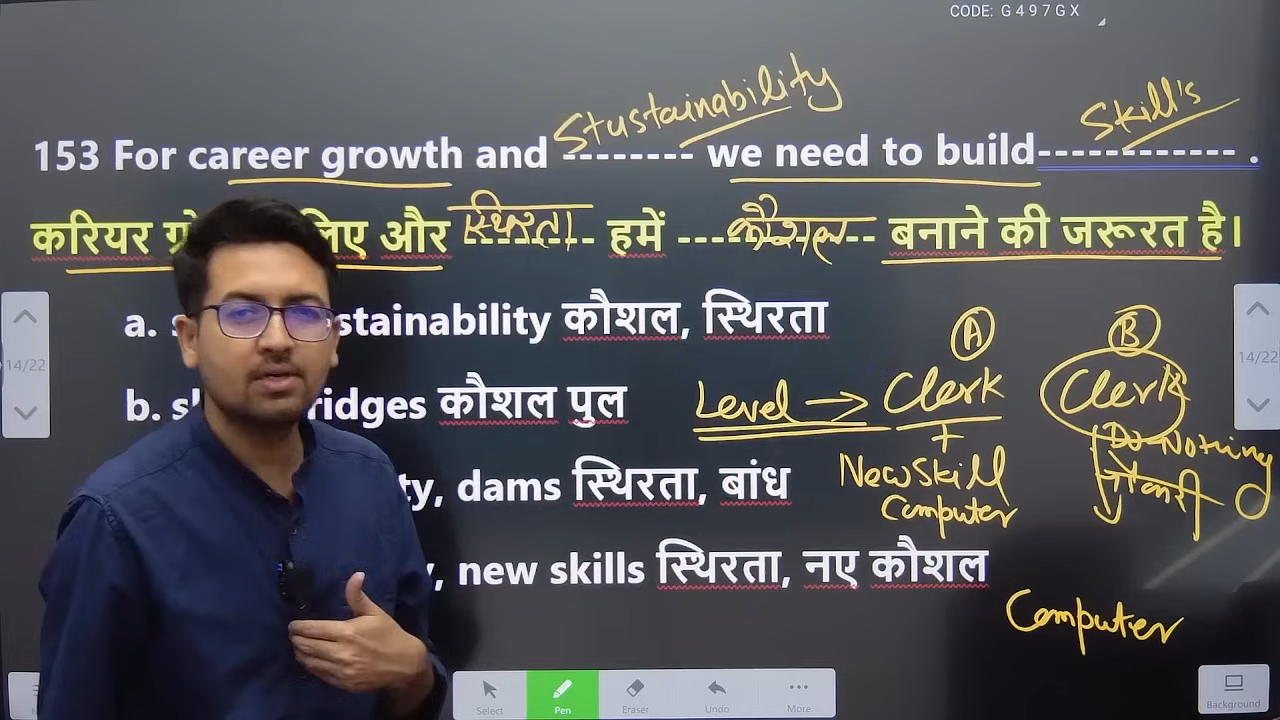 CODE: G497GX
Stustainability Skill's
153 For career growth and -------- we need to build------------ .
स्थिरता कौशल
करियर लिए और -------- हमें ------------ बनाने की जरूरत है।
a. stainability कौशल, स्थिरता
b. ridges कौशल पुल
ty, dams स्थिरता, बांध
, new skills स्थिरता, नए कौशल
A B
Level → Clerk Clerk
+
New Skill Nothing
Computer
Computer
14/22 14/22
Select Pen Eraser Undo More Background